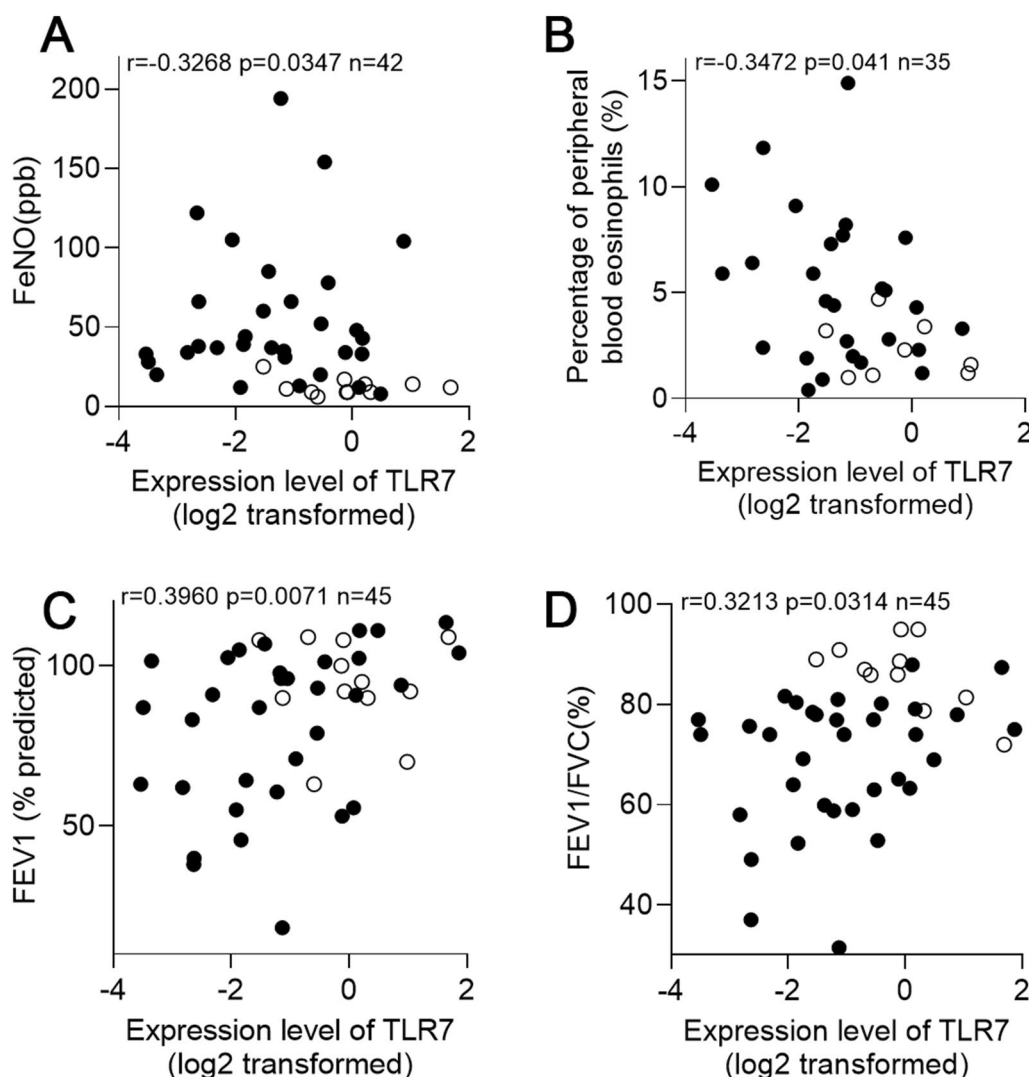 A
r=-0.3268 p=0.0347 n=42
FeNO(ppb)
200
150
100
50
0
-4
-2
0
2
Expression level of TLR7
(log2 transformed)
B
r=-0.3472 p=0.041 n=35
Percentage of peripheral
blood eosinophils (%)
15
10
5
0
-4
-2
0
2
Expression level of TLR7
(log2 transformed)
C
r=0.3960 p=0.0071 n=45
FEV1 (% predicted)
100
50
-4
-2
0
2
Expression level of TLR7
(log2 transformed)
D
r=0.3213 p=0.0314 n=45
FEV1/FVC(%)
100
80
60
40
-4
-2
0
2
Expression level of TLR7
(log2 transformed)